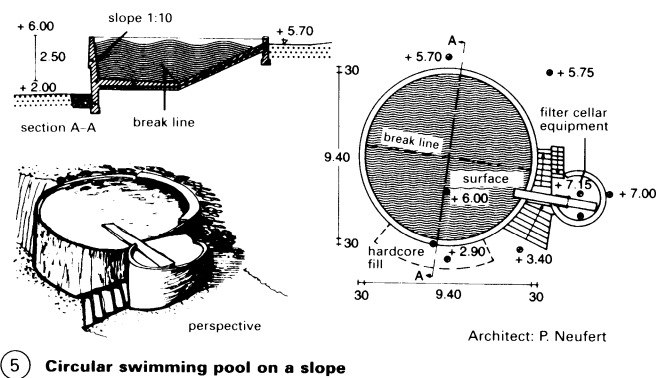 slope 1:10
+ 6.00
+ 5.70
2.50
+ 2.00
section A–A
break line
perspective
A
+ 5.70
+ 5.75
30
filter cellar
equipment
break line
9.40
surface
+ 7.15
+ 7.00
+ 6.00
30
hardcore
fill
+ 2.90
+ 3.40
A
30
9.40
30
Architect: P. Neufert
5 Circular swimming pool on a slope